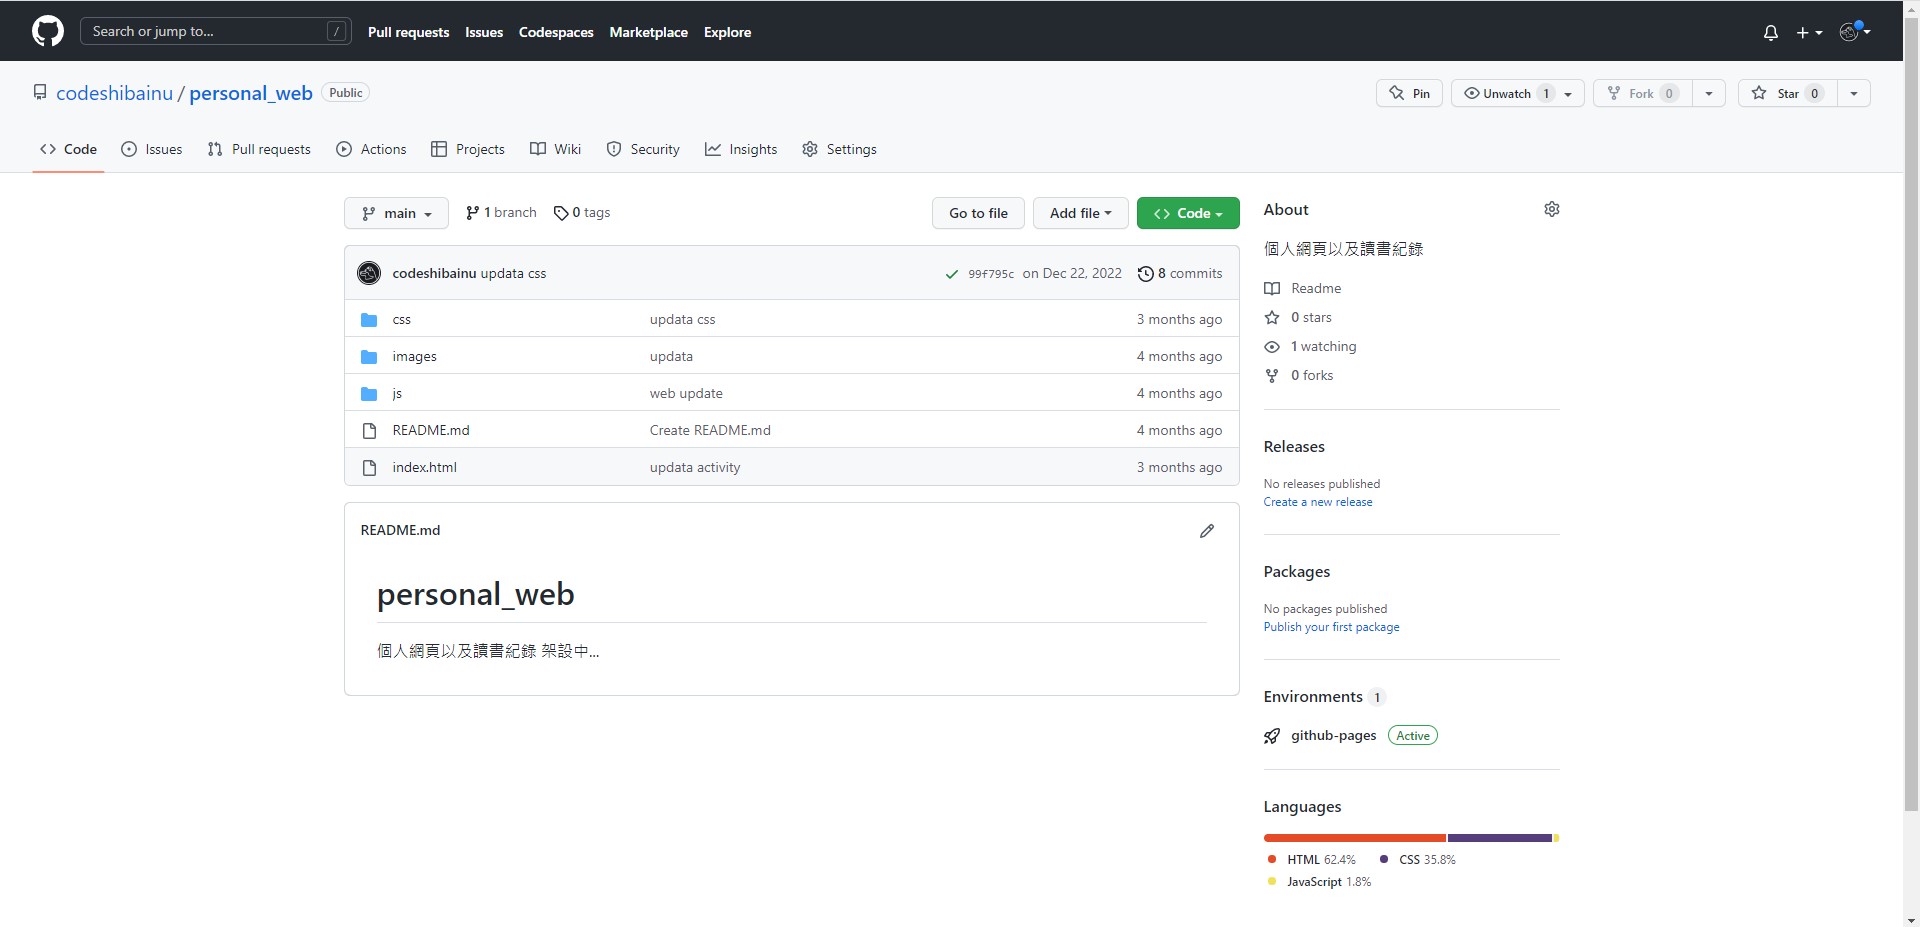 Search or jump to... /
Pull requests Issues Codespaces Marketplace Explore
codeshibainu / personal_web Public
Pin Unwatch 1 Fork 0 Star 0
Code Issues Pull requests Actions Projects Wiki Security Insights Settings
main 1 branch 0 tags Go to file Add file Code
codeshibainu updata css 99f795c on Dec 22, 2022 8 commits
css updata css 3 months ago
images updata 4 months ago
js web update 4 months ago
README.md Create README.md 4 months ago
index.html updata activity 3 months ago
README.md
personal_web
個人網頁以及讀書紀錄 架設中...
About
個人網頁以及讀書紀錄
Readme
0 stars
1 watching
0 forks
Releases
No releases published
Create a new release
Packages
No packages published
Publish your first package
Environments 1
github-pages Active
Languages
HTML 62.4% CSS 35.8%
JavaScript 1.8%